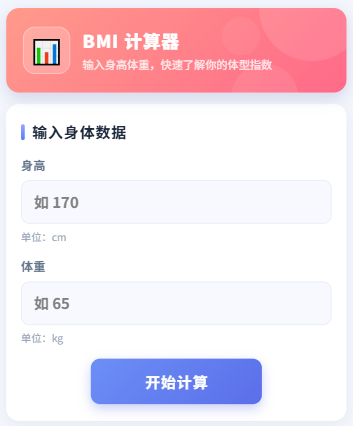 BMI 计算器
输入身高体重，快速了解你的体型指数
输入身体数据
身高
如 170
单位：cm
体重
如 65
单位：kg
开始计算